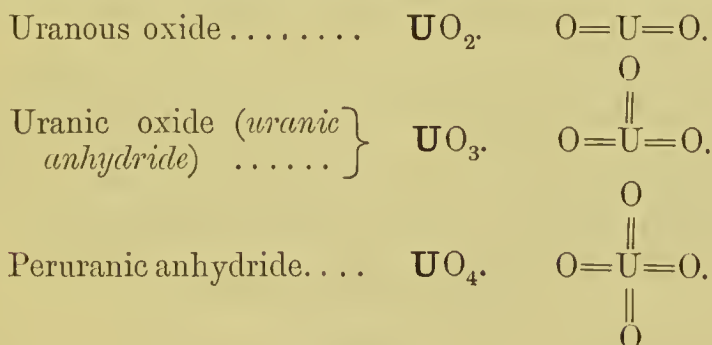 Uranous oxide ........ UO₂. O=U=O.
O
||
Uranic oxide (uranic } UO₃. O=U=O.
anhydride) ......
O
||
Peruranic anhydride.... UO₄. O=U=O.
||
O